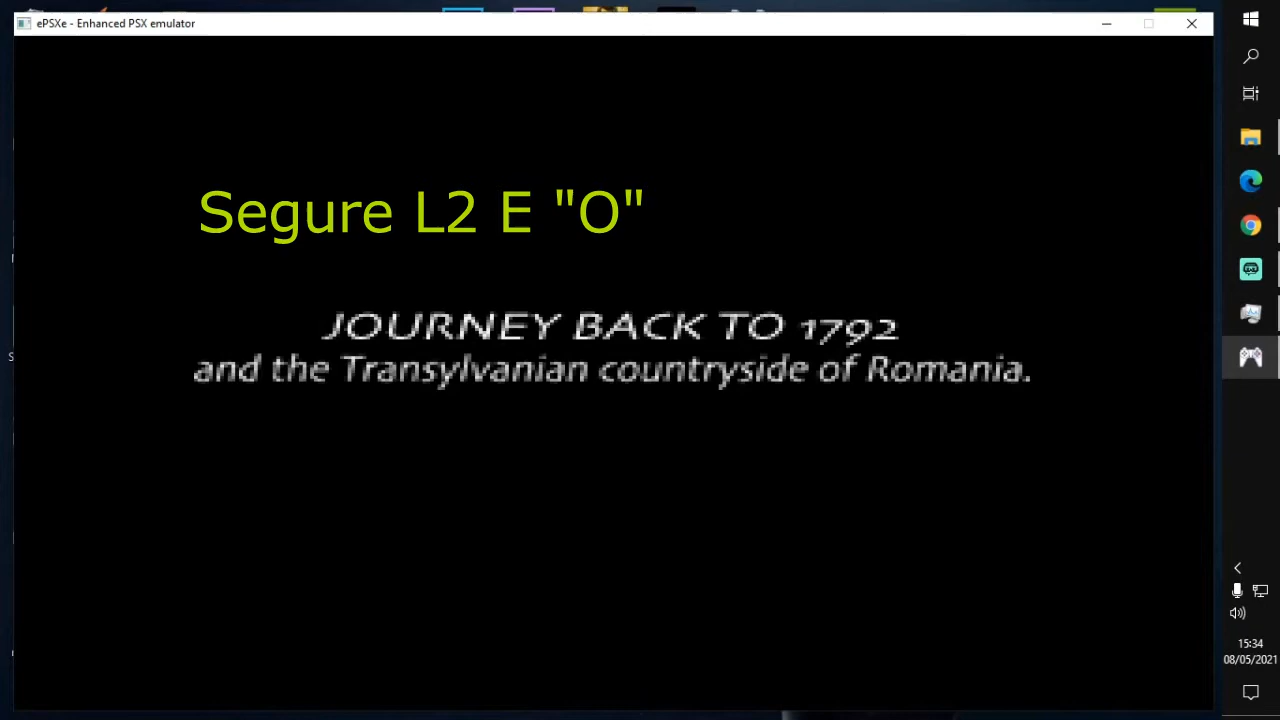 ePSXe - Enhanced PSX emulator
Segure L2 E "O"
JOURNEY BACK TO 1792
and the Transylvanian countryside of Romania.
15:34
08/05/2021